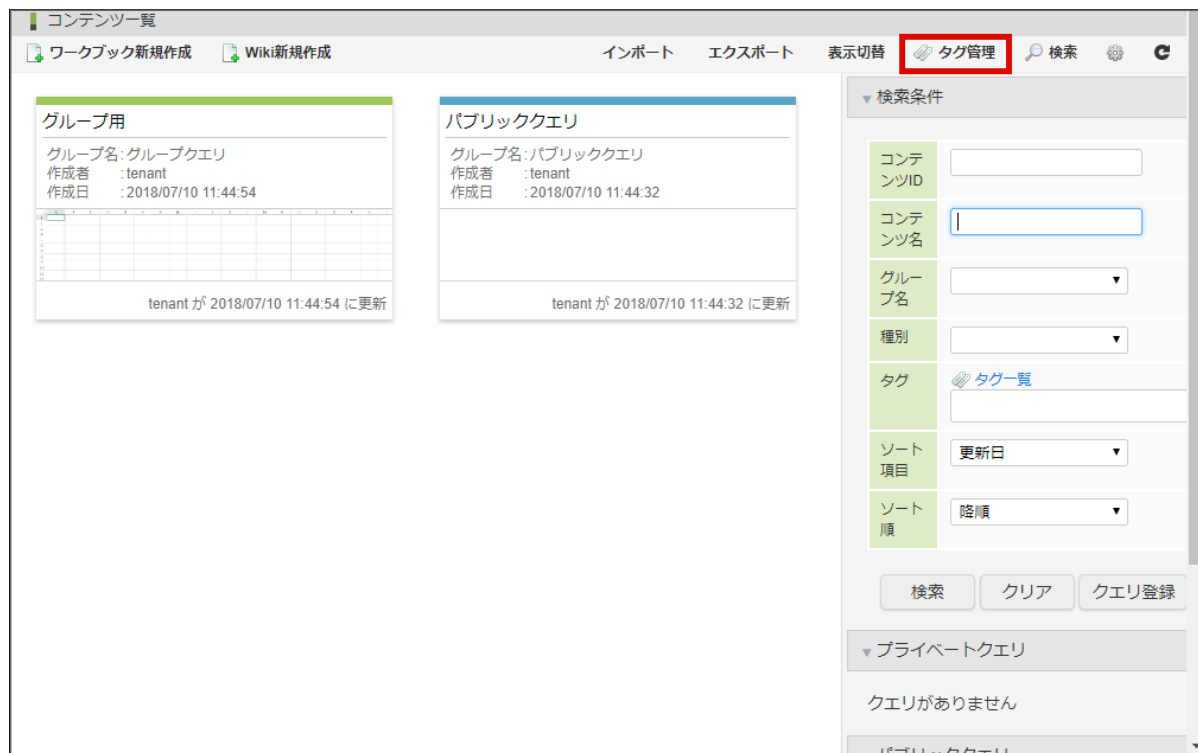 コンテンツ一覧
ワークブック新規作成 Wiki新規作成 インポート エクスポート 表示切替 タグ管理 検索
グループ用
グループ名:グループクエリ
作成者 :tenant
作成日 :2018/07/10 11:44:54
tenant が 2018/07/10 11:44:54 に更新
パブリッククエリ
グループ名:パブリッククエリ
作成者 :tenant
作成日 :2018/07/10 11:44:32
tenant が 2018/07/10 11:44:32 に更新
検索条件
コンテ
ンツID
コンテ
ンツ名
グルー
プ名
種別
タグ タグ一覧
ソート
項目 更新日
ソート
順 降順
検索 クリア クエリ登録
プライベートクエリ
クエリがありません
パブリッククエリ